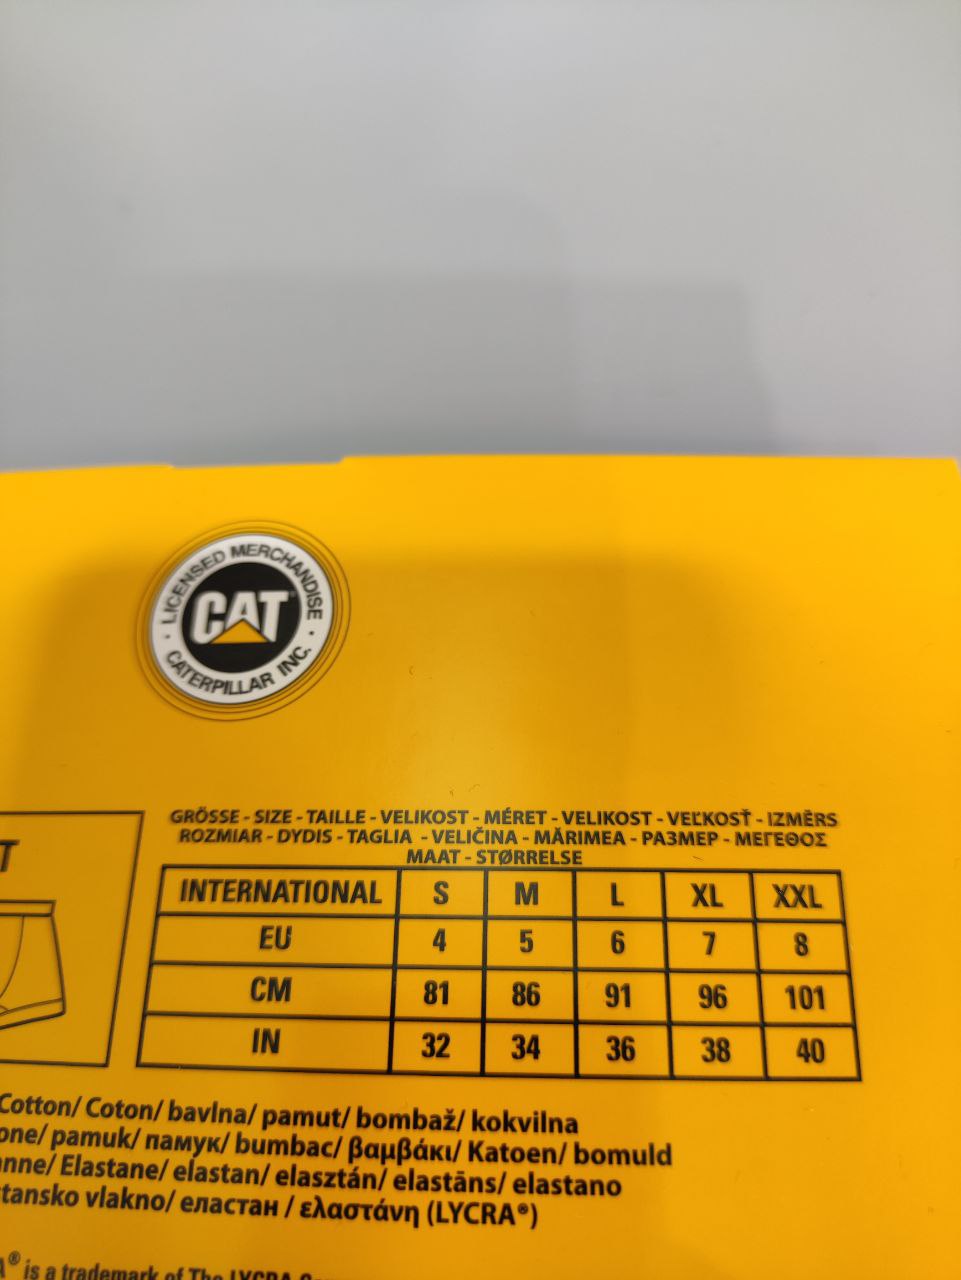 LICENSED MERCHANDISE
CAT
CATERPILLAR INC.
GRÖSSE - SIZE - TAILLE - VELIKOST - MÉRET - VELIKOST - VEĽKOSŤ - IZMĒRS
ROZMIAR - DYDIS - TAGLIA - VELIČINA - MĂRIMEA - РАЗМЕР - ΜΕΓΕΘΟΣ
MAAT - STØRRELSE
INTERNATIONAL S M L XL XXL
EU 4 5 6 7 8
CM 81 86 91 96 101
IN 32 34 36 38 40
Cotton/ Coton/ bavlna/ pamut/ bombaž/ kokvilna
one/ pamuk/ памук/ bumbac/ βαμβάκι/ Katoen/ bomuld
anne/ Elastane/ elastan/ elasztán/ elastāns/ elastano
tansko vlakno/ еластан / ελαστάνη (LYCRA®)
A® is a trademark of The LYCRA